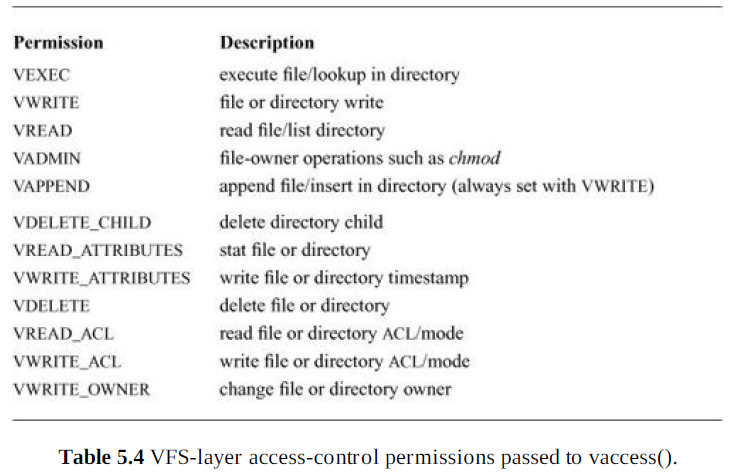 Permission Description
VEXEC execute file/lookup in directory
VWRITE file or directory write
VREAD read file/list directory
VADMIN file-owner operations such as chmod
VAPPEND append file/insert in directory (always set with VWRITE)
VDELETE_CHILD delete directory child
VREAD_ATTRIBUTES stat file or directory
VWRITE_ATTRIBUTES write file or directory timestamp
VDELETE delete file or directory
VREAD_ACL read file or directory ACL/mode
VWRITE_ACL write file or directory ACL/mode
VWRITE_OWNER change file or directory owner
Table 5.4 VFS-layer access-control permissions passed to vaccess().